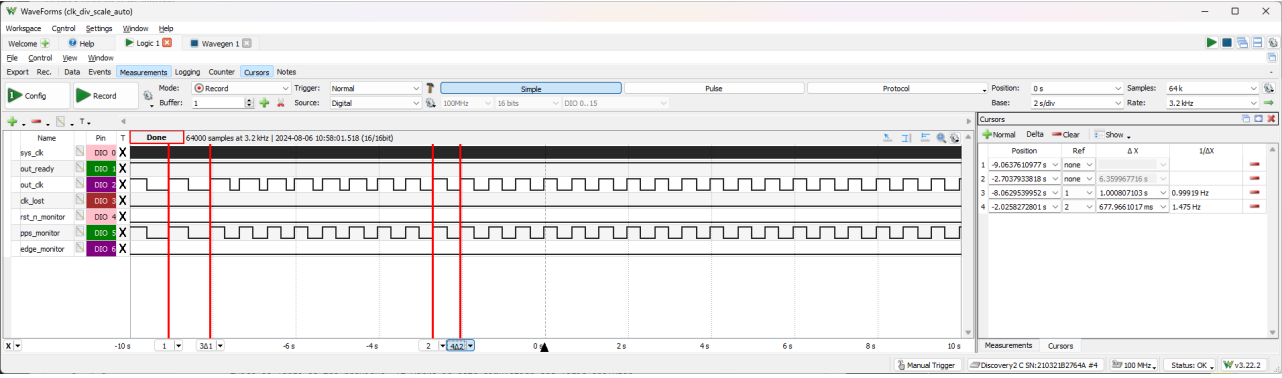 WaveForms (clk_div_scale_auto)
Workspace Control Settings Window Help
Welcome Help Logic 1 Wavegen 1
File Control View Window
Export Rec. Data Events Measurements Logging Counter Cursors Notes
Config Record Mode: Record Trigger: Normal Simple Pulse Protocol Position: 0 s Samples: 64 k
Buffer: 1 Source: Digital 100MHz 16 bits DIO 0...15 Base: 2 s/div Rate: 3.2 kHz
Name Pin T Done 64000 samples at 3.2 kHz | 2024-08-06 10:58:01.518 (16/16bit)
sys_clk DIO 0 X
out_ready DIO 1 X
out_clk DIO 2 X
clk_lost DIO 3 X
rst_n_monitor DIO 4 X
pps_monitor DIO 5 X
edge_monitor DIO 6 X
X -10 s 1 3Δ1 -6 s -4 s 2 4Δ2 0 s 2 s 4 s 6 s 8 s 10 s
Cursors
Normal Delta Clear Show
Position Ref Δ X 1/ΔX
1 -9.0637610977 s none
2 -2.7037933818 s none 6.359967716 s
3 -8.0629539952 s 1 1.000807103 s 0.99919 Hz
4 -2.0258272801 s 2 677.9661017 ms 1.475 Hz
Measurements Cursors
Manual Trigger Discovery2 C SN:210321B2764A #4 100 MHz Status: OK v3.22.2